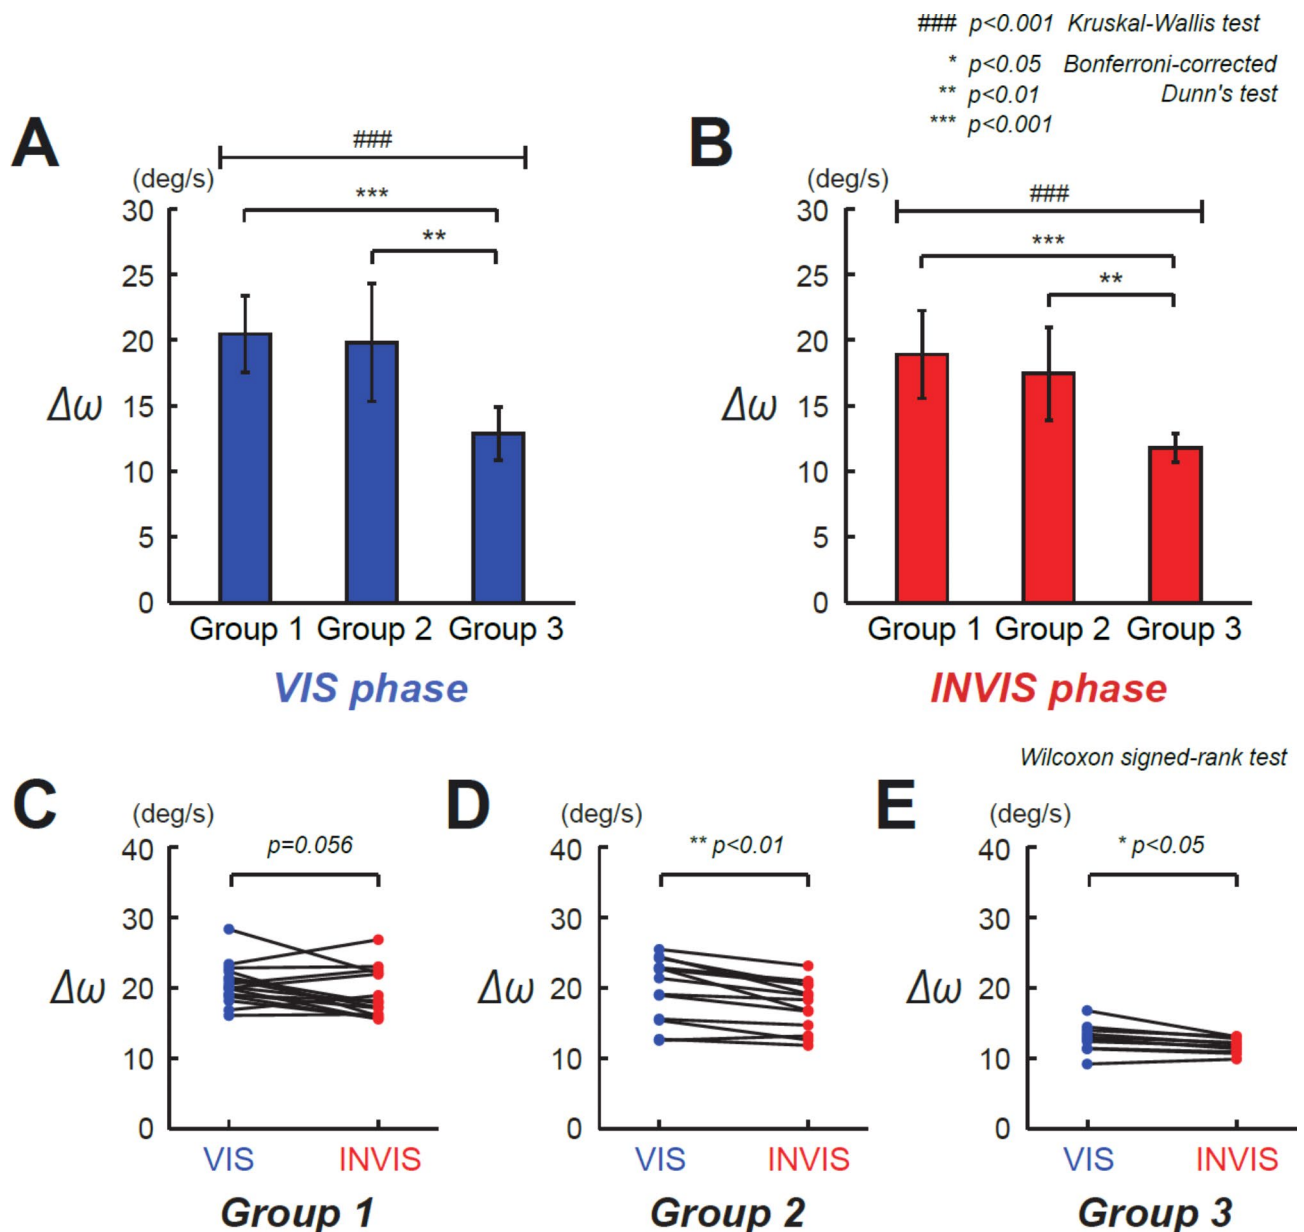 ### p<0.001 Kruskal-Wallis test
* p<0.05 Bonferroni-corrected
** p<0.01 Dunn's test
*** p<0.001
A
###
(deg/s)
***
**
30
25
20
15
10
5
0
Δω
Group 1 Group 2 Group 3
VIS phase
B
###
(deg/s)
***
**
30
25
20
15
10
5
0
Δω
Group 1 Group 2 Group 3
INVIS phase
Wilcoxon signed-rank test
C
(deg/s)
p=0.056
40
30
20
10
0
Δω
VIS INVIS
Group 1
D
(deg/s)
** p<0.01
40
30
20
10
0
Δω
VIS INVIS
Group 2
E
(deg/s)
* p<0.05
40
30
20
10
0
Δω
VIS INVIS
Group 3